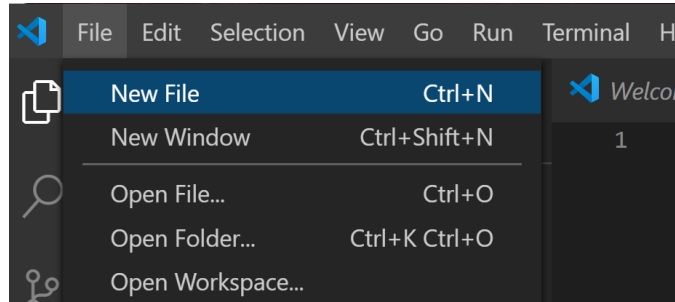 File Edit Selection View Go Run Terminal
New File Ctrl+N
New Window Ctrl+Shift+N
1
Open File... Ctrl+O
Open Folder... Ctrl+K Ctrl+O
Open Workspace...